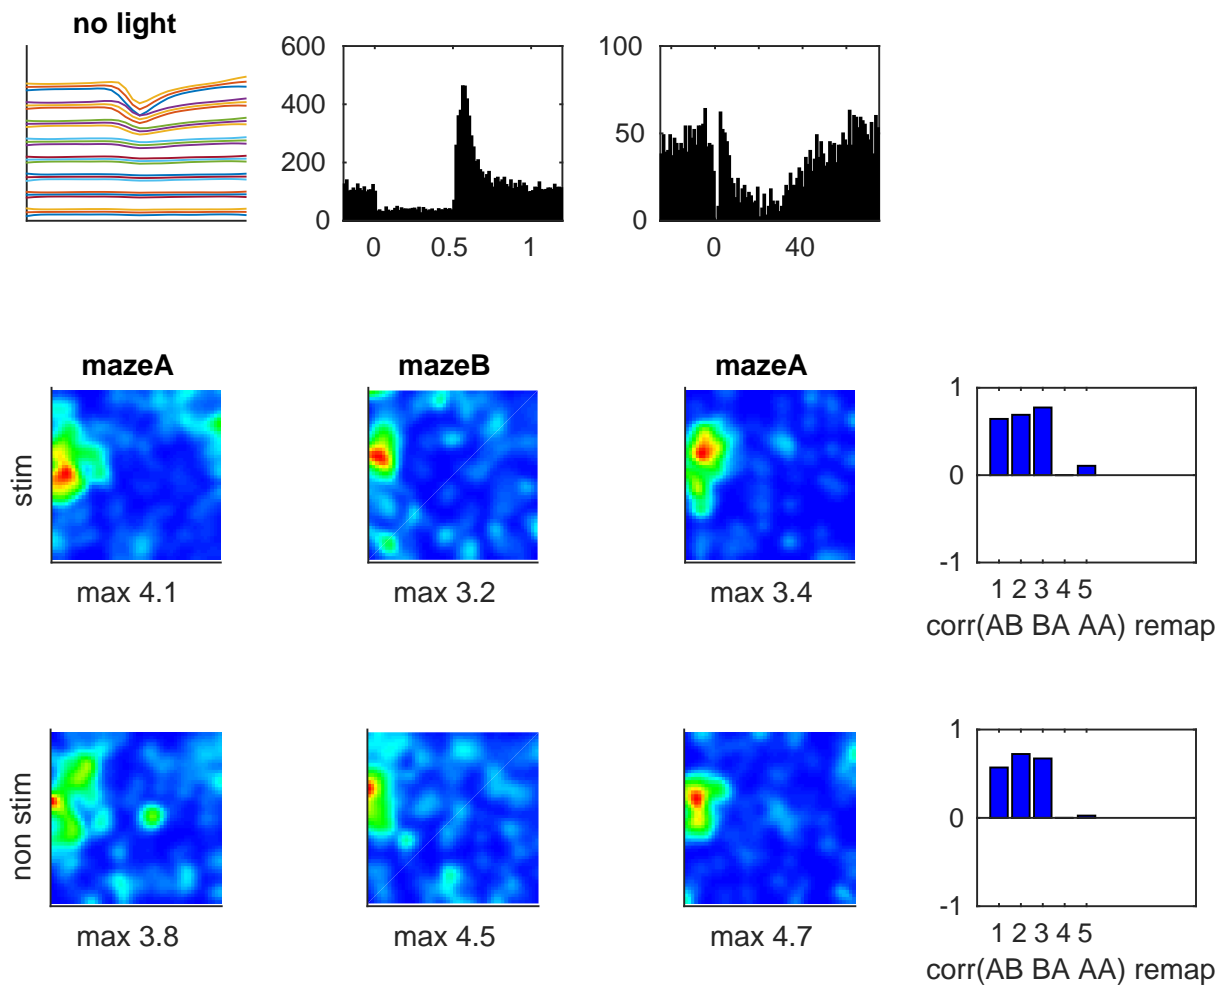 no light
600
400
200
0
0 0.5 1
100
50
0
0 40
mazeA mazeB mazeA
stim
max 4.1 max 3.2 max 3.4
1
0
-1
1 2 3 4 5
corr(AB BA AA) remap
non stim
max 3.8 max 4.5 max 4.7
1
0
-1
1 2 3 4 5
corr(AB BA AA) remap